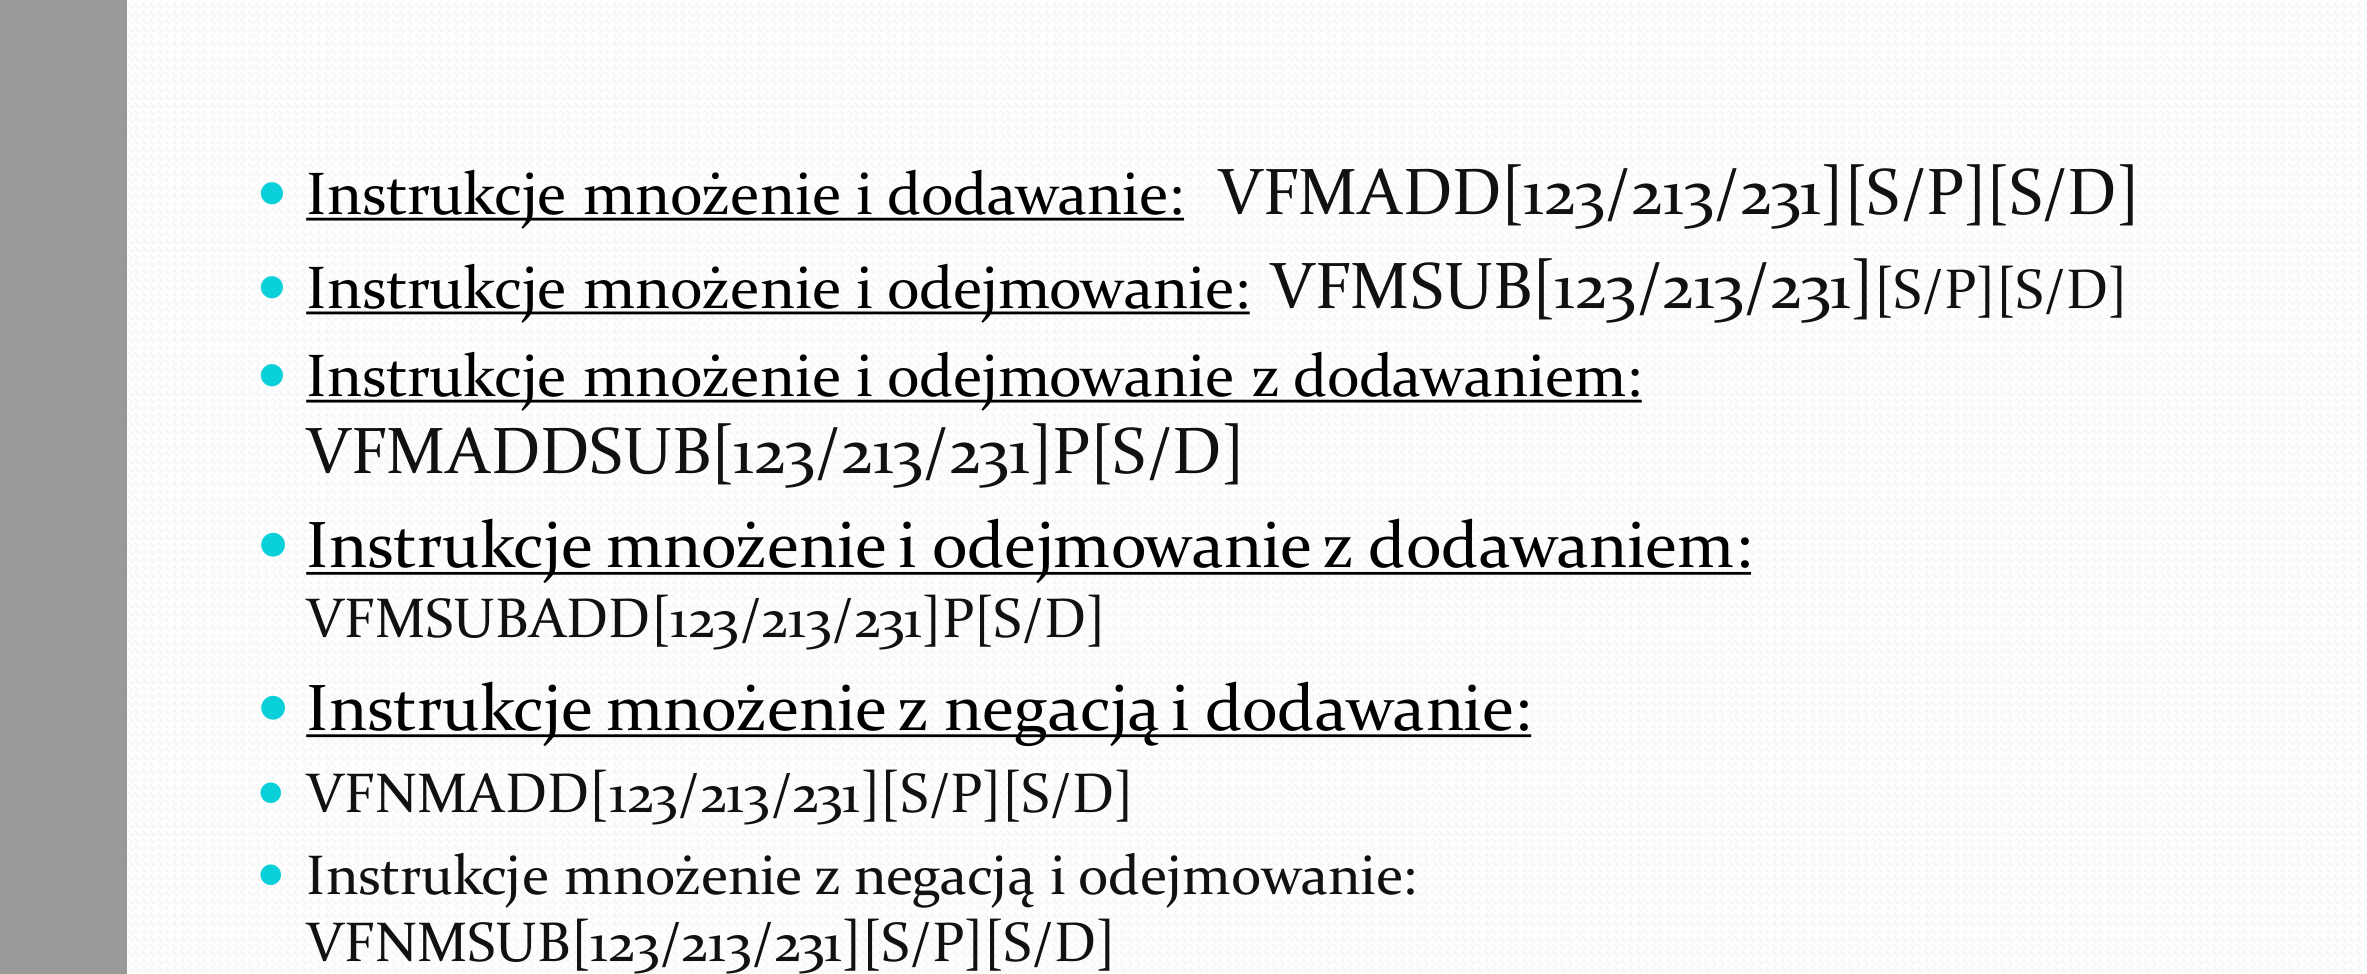 Instrukcje mnożenie i dodawanie: VFMADD[123/213/231][S/P][S/D]
Instrukcje mnożenie i odejmowanie: VFMSUB[123/213/231][S/P][S/D]
Instrukcje mnożenie i odejmowanie z dodawaniem:
VFMADDSUB[123/213/231]P[S/D]
Instrukcje mnożenie i odejmowanie z dodawaniem:
VFMSUBADD[123/213/231]P[S/D]
Instrukcje mnożenie z negacją i dodawanie:
VFNMADD[123/213/231][S/P][S/D]
Instrukcje mnożenie z negacją i odejmowanie:
VFNMSUB[123/213/231][S/P][S/D]